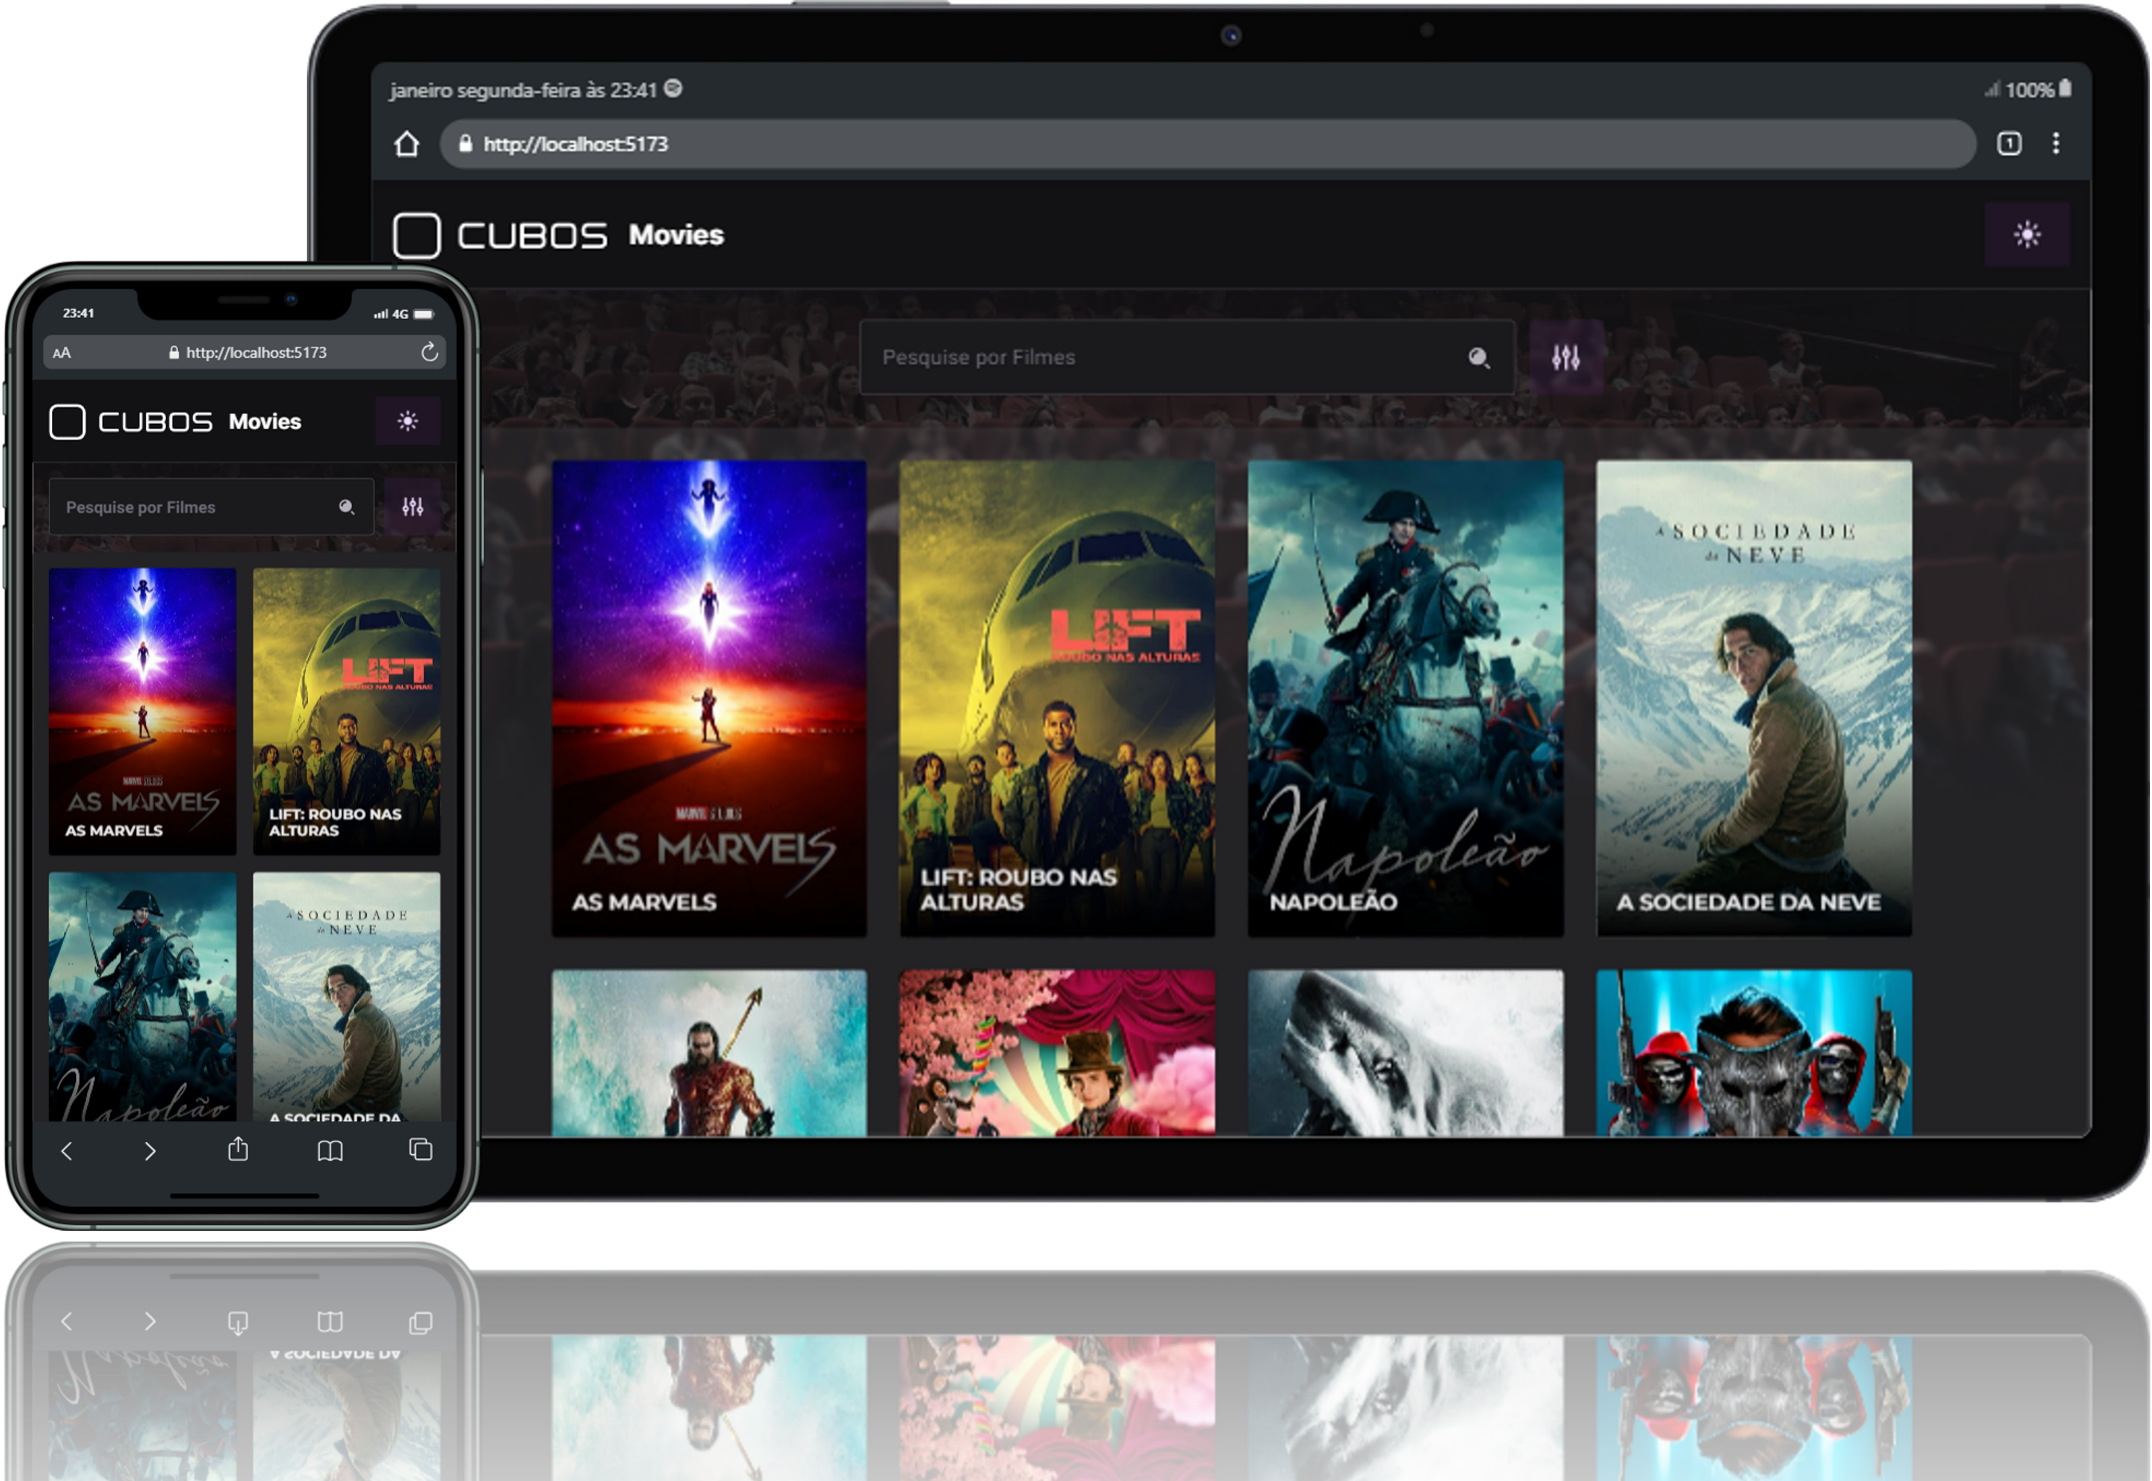 janeiro segunda-feira às 23:41
100%
http://localhost:5173
1
CUBOS Movies
Pesquise por Filmes
MARVEL STUDIOS
AS MARVELS
AS MARVELS
LIFT
ROUBO NAS ALTURAS
LIFT: ROUBO NAS
ALTURAS
Napoleão
NAPOLEÃO
A SOCIEDADE
da NEVE
A SOCIEDADE DA NEVE
23:41
4G
AA
http://localhost:5173
CUBOS Movies
Pesquise por Filmes
MARVEL STUDIOS
AS MARVELS
AS MARVELS
LIFT
ROUBO NAS ALTURAS
LIFT: ROUBO NAS
ALTURAS
Napoleão
A SOCIEDADE
da NEVE
A SOCIEDADE DA